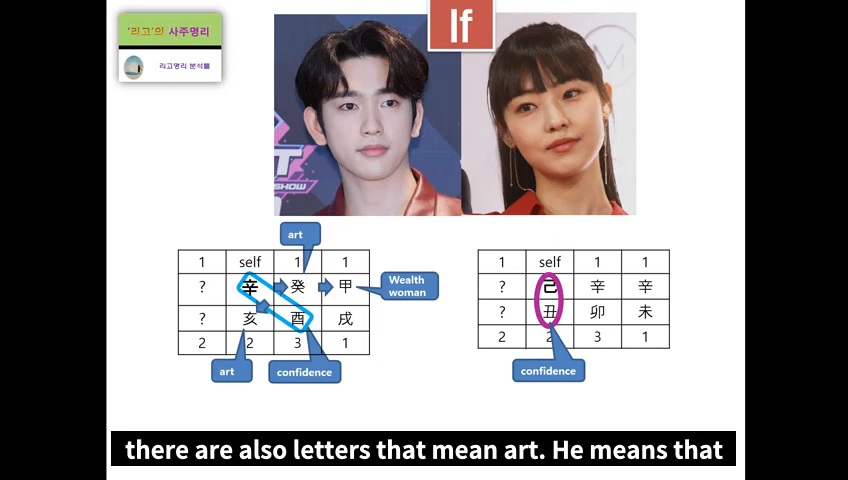 '리고'의 사주명리
리고명리 분석툴
If
M
T
SHOW
art
1 self 1 1
? 辛 癸 甲
? 亥 酉 戌
2 2 3 1
Wealth
woman
art
confidence
1 self 1 1
? 己 辛 辛
? 丑 卯 未
2 2 3 1
confidence
there are also letters that mean art. He means that